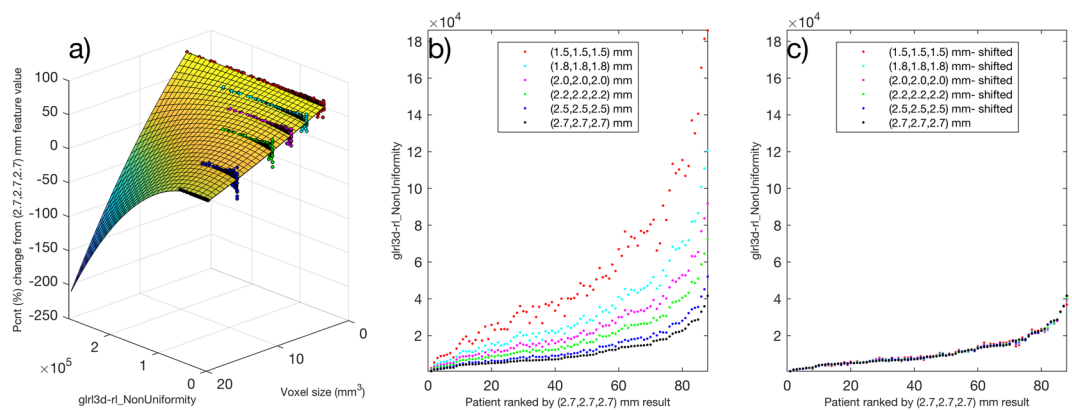 a)
100
50
0
-50
-100
-150
-200
-250
Pcnt (%) change from (2.7,2.7,2.7) mm feature value
2
1
0
×10⁵
glrl3d-rl_NonUniformity
20
10
0
Voxel size (mm³)
b)
×10⁴
18
16
14
12
10
8
6
4
2
glrl3d-rl_NonUniformity
(1.5,1.5,1.5) mm
(1.8,1.8,1.8) mm
(2.0,2.0,2.0) mm
(2.2,2.2,2.2) mm
(2.5,2.5,2.5) mm
(2.7,2.7,2.7) mm
0 20 40 60 80
Patient ranked by (2.7,2.7,2.7) mm result
c)
×10⁴
18
16
14
12
10
8
6
4
2
glrl3d-rl_NonUniformity
(1.5,1.5,1.5) mm- shifted
(1.8,1.8,1.8) mm- shifted
(2.0,2.0,2.0) mm- shifted
(2.2,2.2,2.2) mm- shifted
(2.5,2.5,2.5) mm- shifted
(2.7,2.7,2.7) mm
0 20 40 60 80
Patient ranked by (2.7,2.7,2.7) mm result